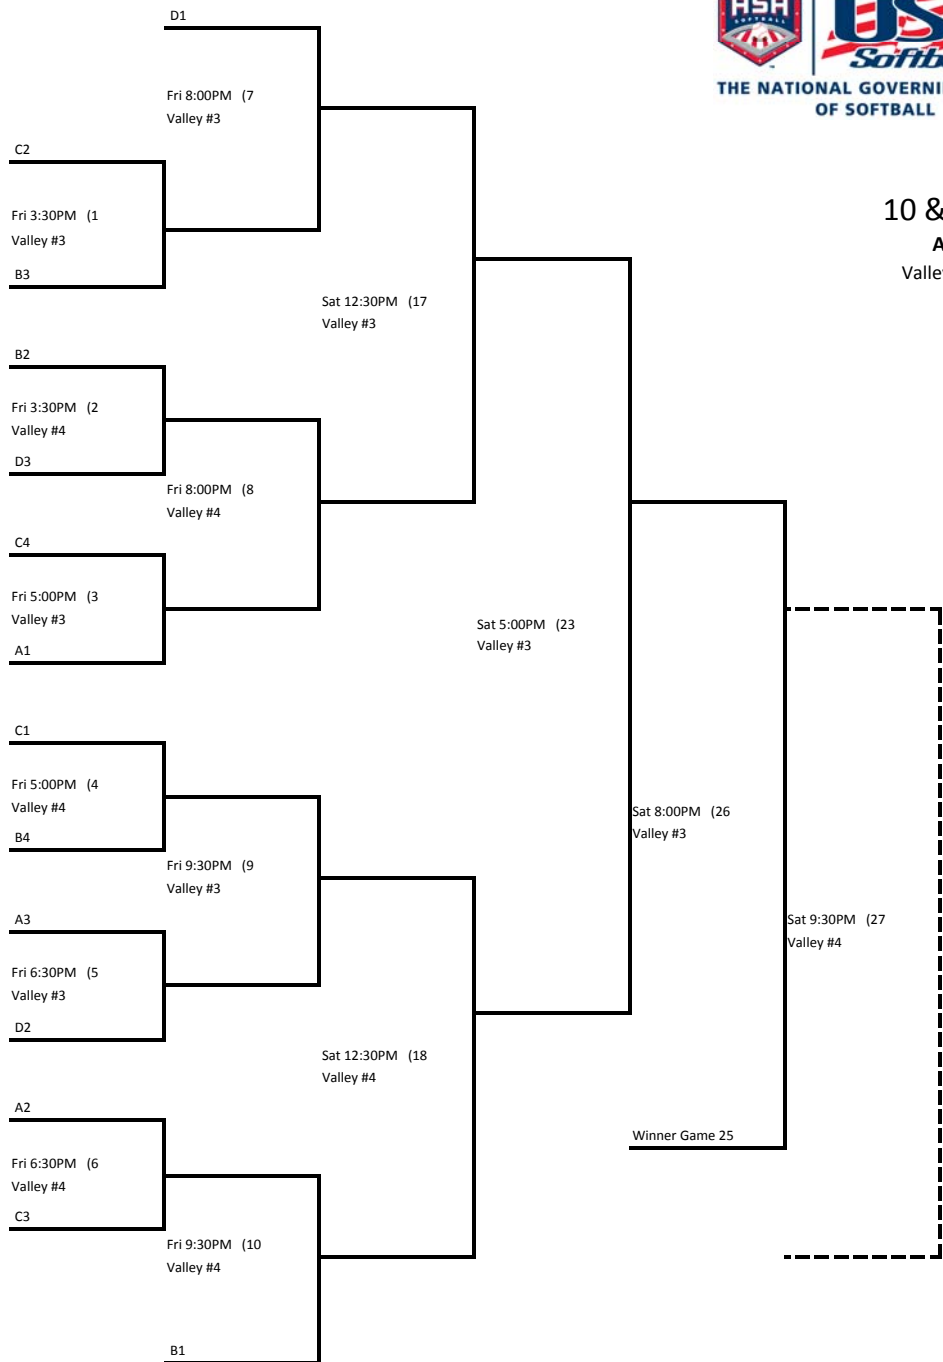 D1
ASA
SOFTBALL
Softb
THE NATIONAL GOVERNI
OF SOFTBALL
Fri 8:00PM (7
Valley #3
C2
Fri 3:30PM (1
Valley #3
B3
10 &
A
Valley
Sat 12:30PM (17
Valley #3
B2
Fri 3:30PM (2
Valley #4
D3
Fri 8:00PM (8
Valley #4
C4
Fri 5:00PM (3
Valley #3
A1
Sat 5:00PM (23
Valley #3
C1
Fri 5:00PM (4
Valley #4
B4
Sat 8:00PM (26
Valley #3
Fri 9:30PM (9
Valley #3
A3
Sat 9:30PM (27
Valley #4
Fri 6:30PM (5
Valley #3
D2
Sat 12:30PM (18
Valley #4
A2
Winner Game 25
Fri 6:30PM (6
Valley #4
C3
Fri 9:30PM (10
Valley #4
B1